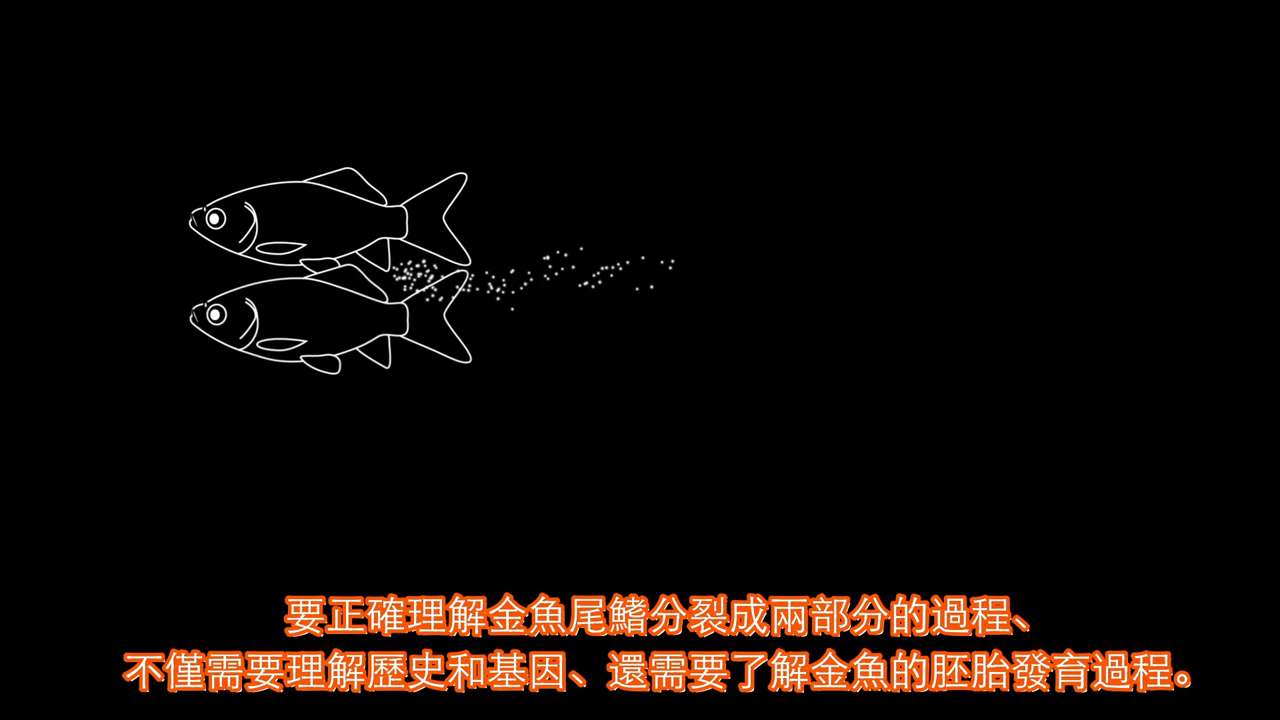 要正確理解金魚尾鰭分裂成兩部分的過程、
不僅需要理解歷史和基因、還需要了解金魚的胚胎發育過程。